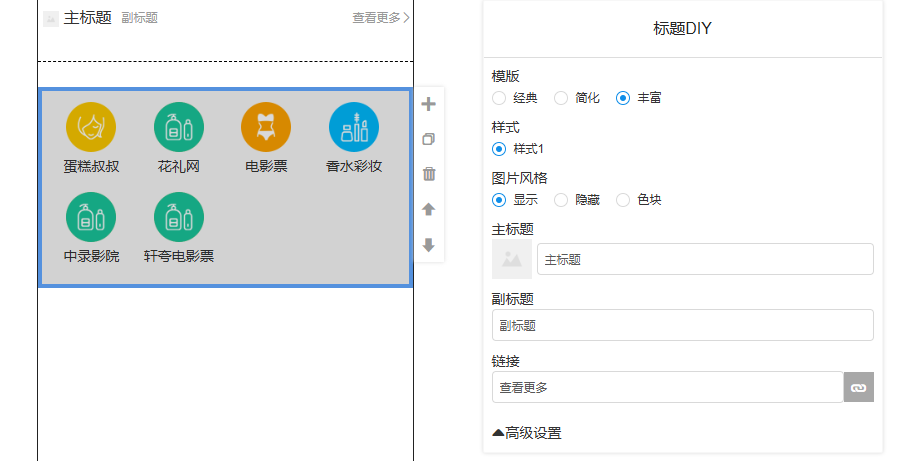 主标题 副标题 查看更多
蛋糕叔叔 花礼网 电影票 香水彩妆
中录影院 轩夸电影票
标题DIY
模版
经典 简化 丰富
样式
样式1
图片风格
显示 隐藏 色块
主标题
主标题
副标题
副标题
链接
查看更多
高级设置